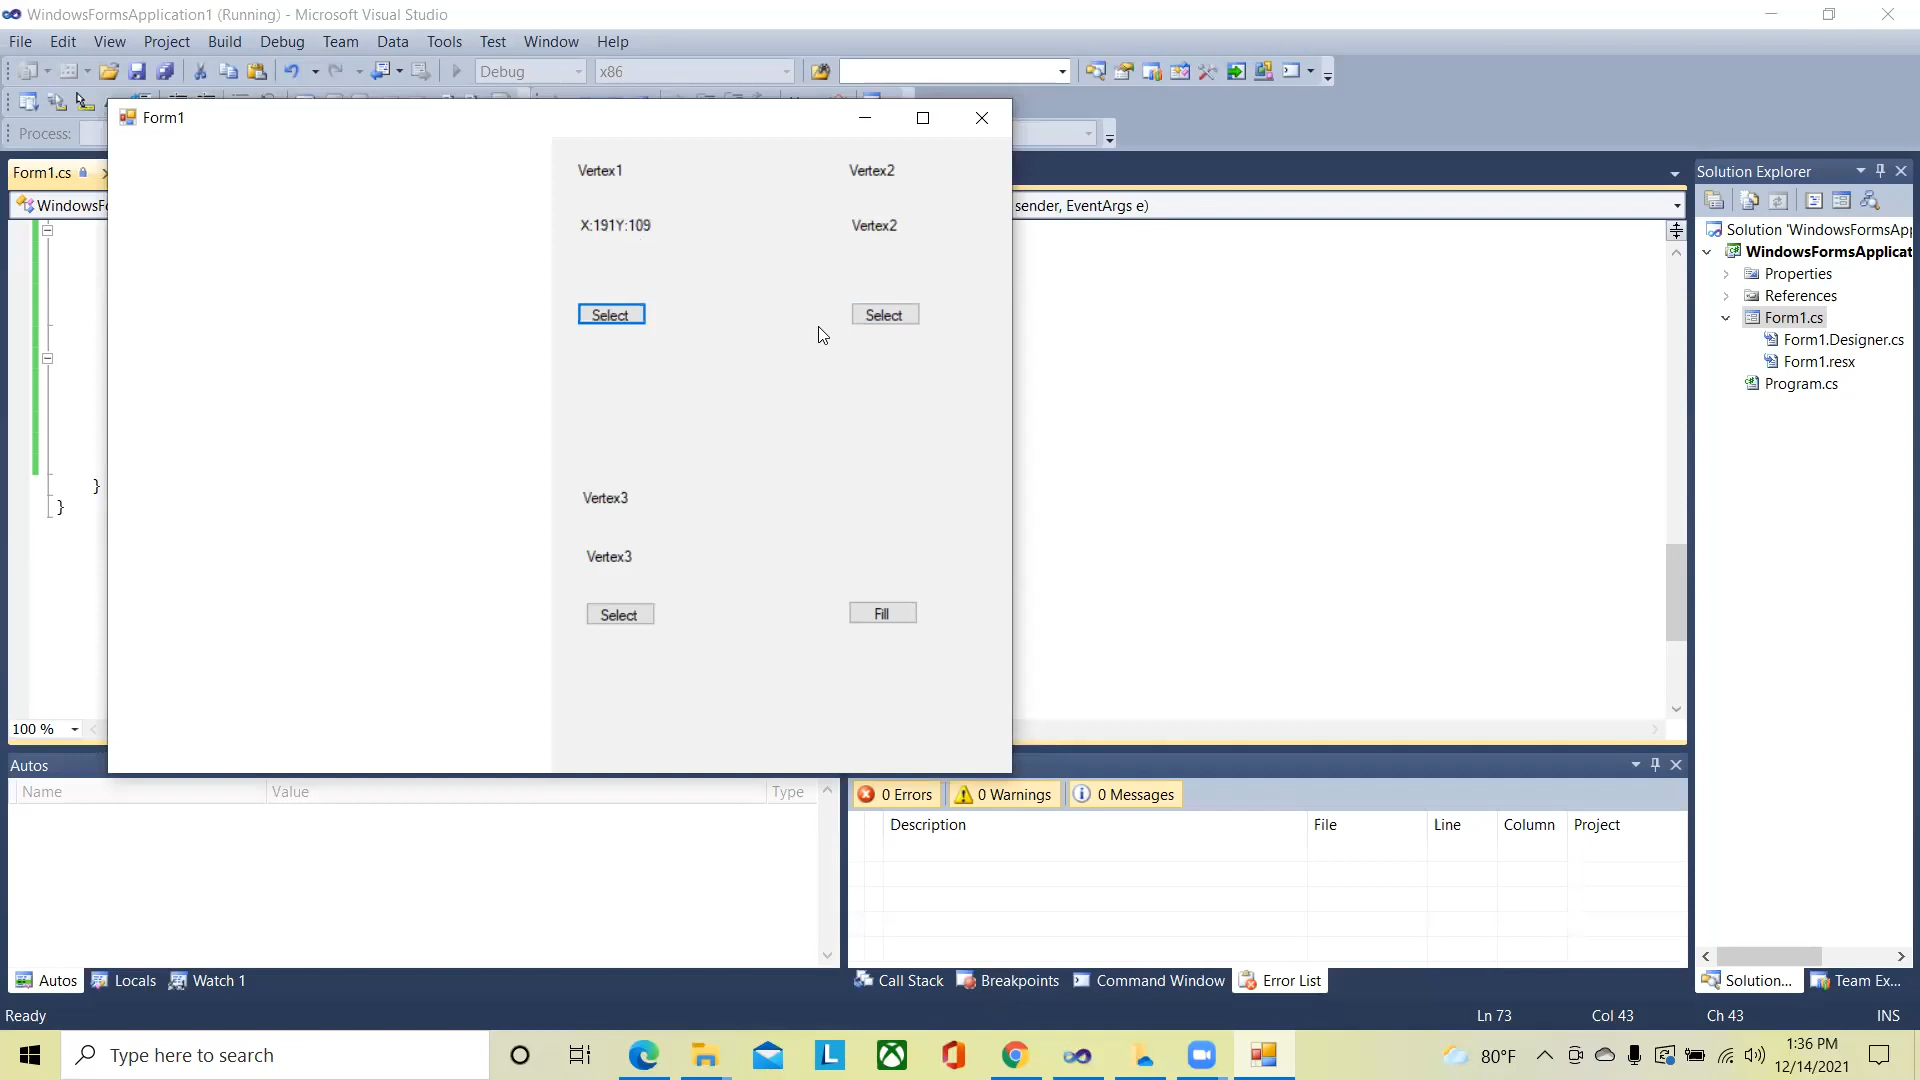 WindowsFormsApplication1 (Running) - Microsoft Visual Studio
File Edit View Project Build Debug Team Data Tools Test Window Help
Debug x86
Process:
Form1
Form1.cs
WindowsFo
sender, EventArgs e)
Vertex1 Vertex2
X:191Y:109 Vertex2
Select Select
Vertex3
Vertex3
Select Fill
}
}
100 %
Solution Explorer
Solution 'WindowsFormsApp
WindowsFormsApplicat
Properties
References
Form1.cs
Form1.Designer.cs
Form1.resx
Program.cs
Autos
Name Value Type
0 Errors 0 Warnings 0 Messages
Description File Line Column Project
Autos Locals Watch 1
Call Stack Breakpoints Command Window Error List
Solution... Team Ex...
Ready Ln 73 Col 43 Ch 43 INS
Type here to search
L
80°F
1:36 PM
12/14/2021